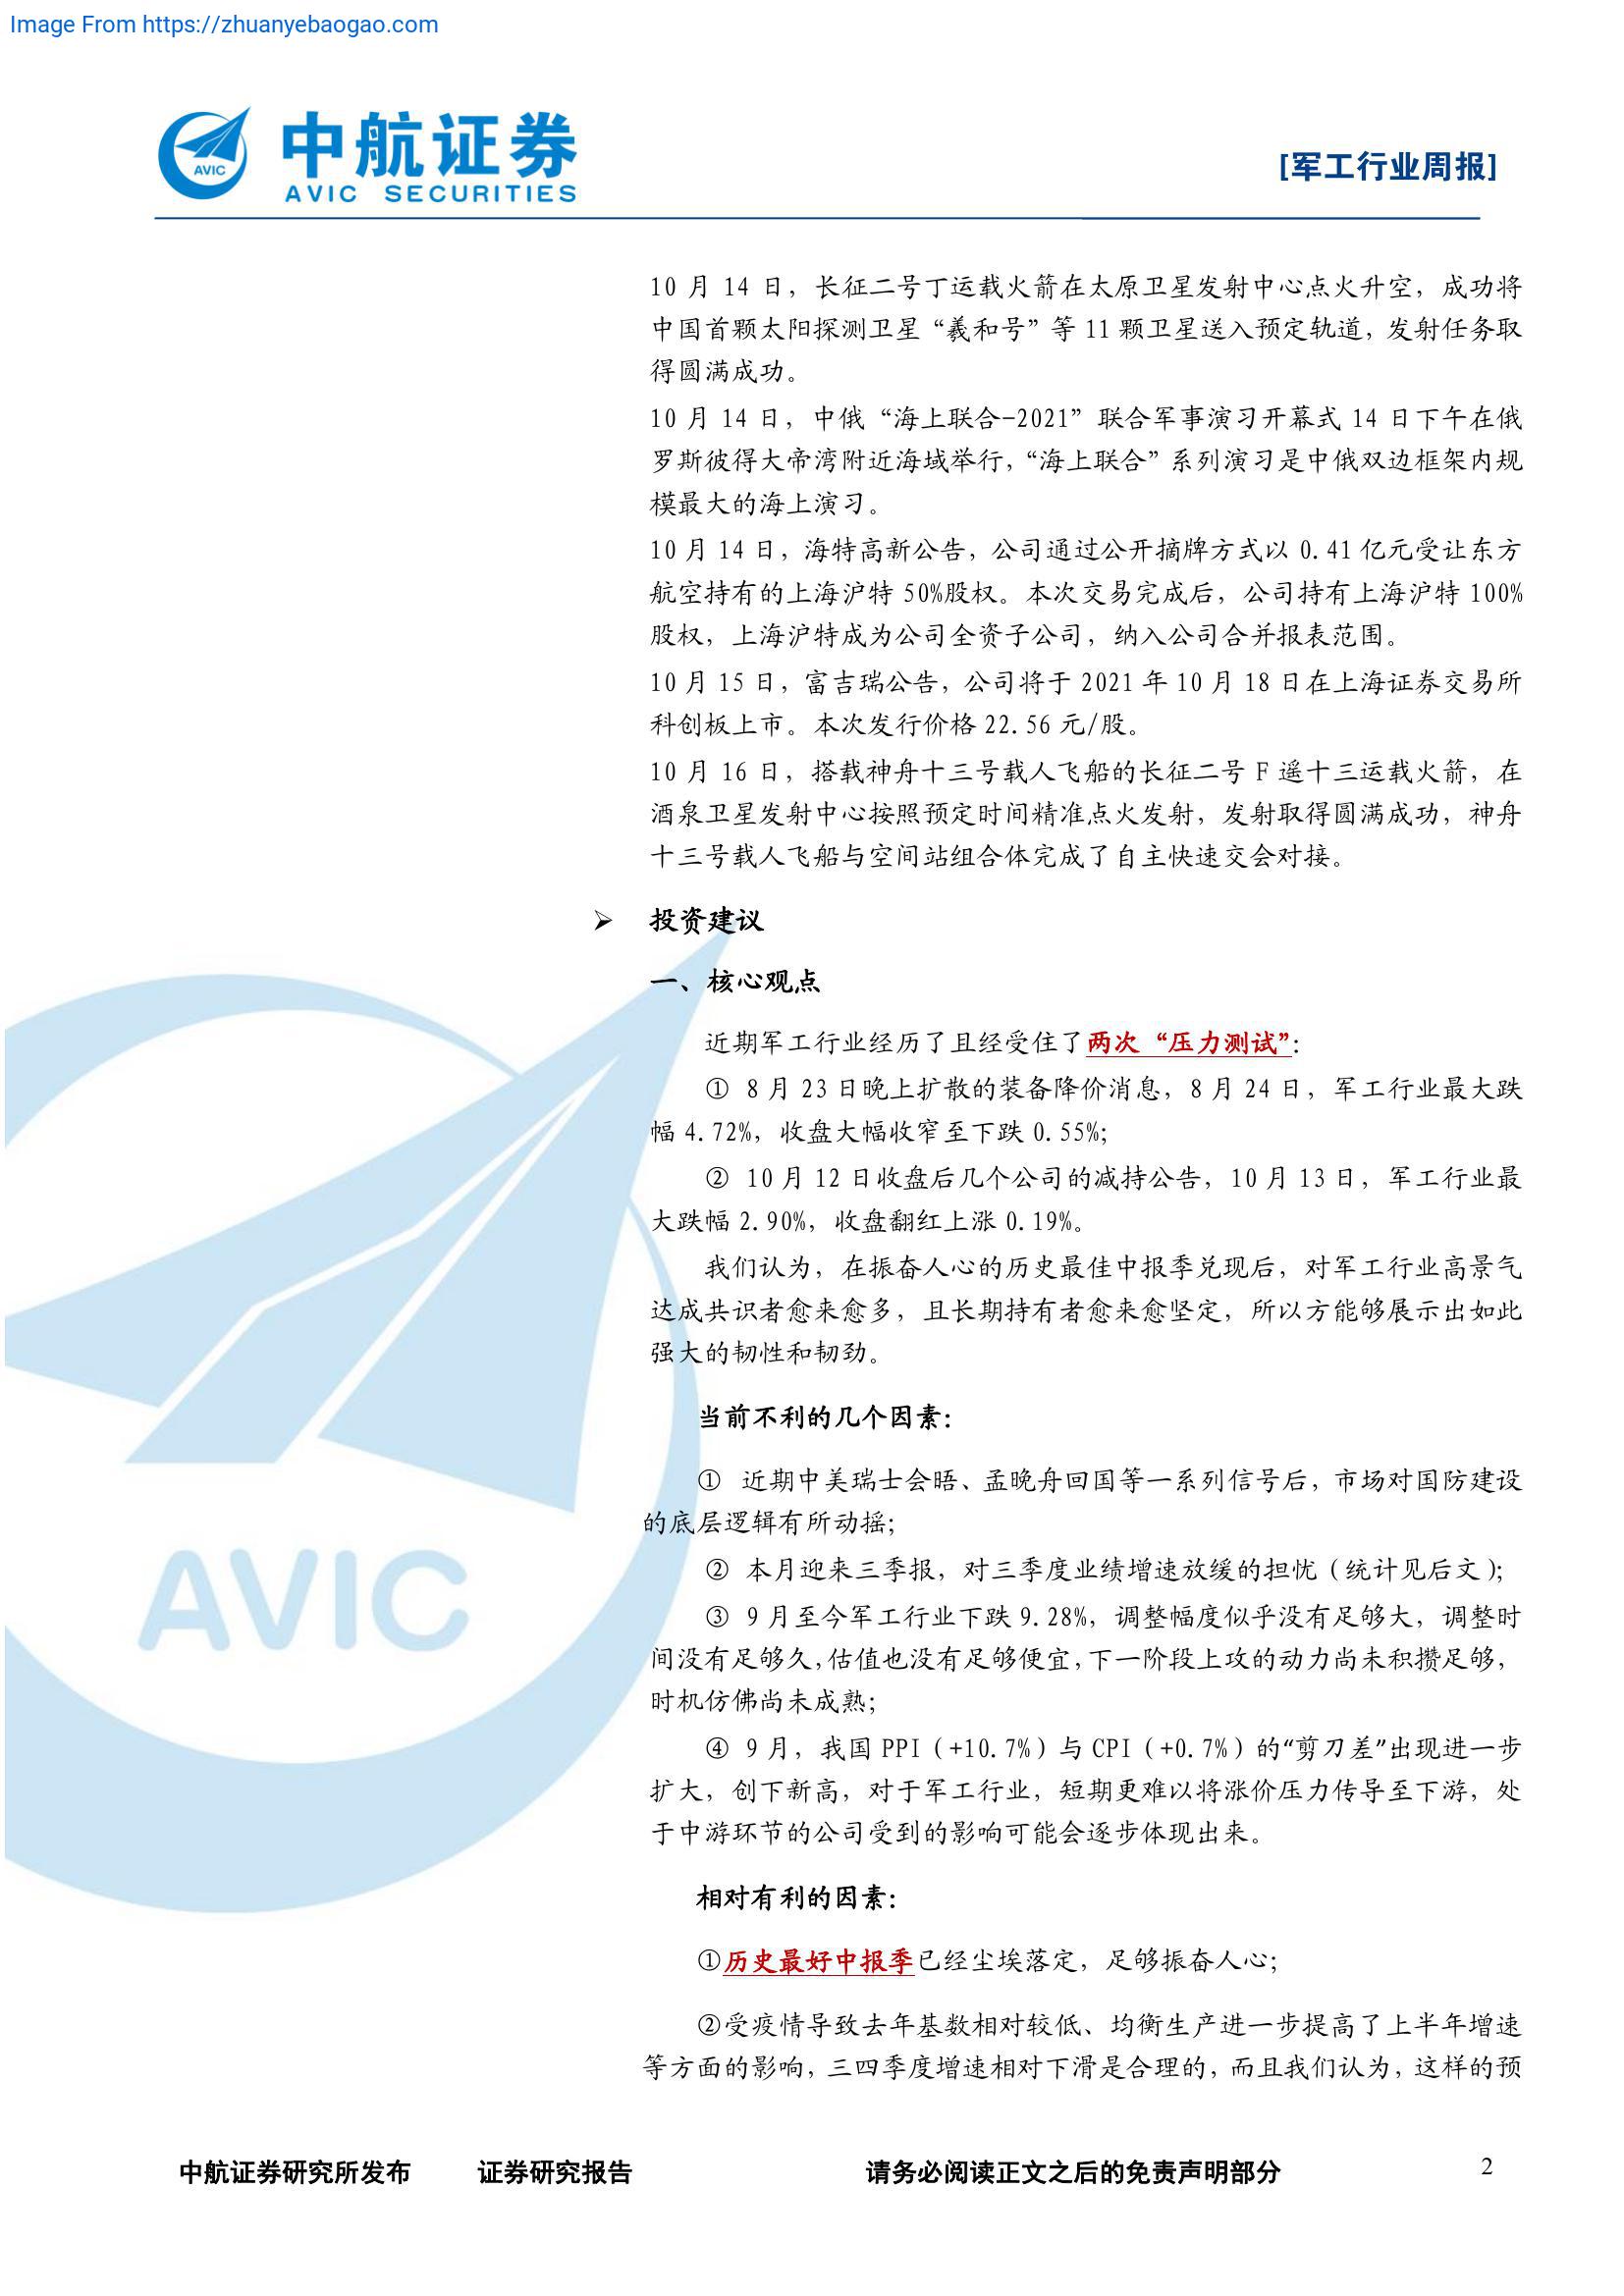 Image From https://zhuanyebaogao.com
AVIC
中航证券
AVIC SECURITIES
[军工行业周报]
10 月 14 日，长征二号丁运载火箭在太原卫星发射中心点火升空，成功将
中国首颗太阳探测卫星“羲和号”等 11 颗卫星送入预定轨道，发射任务取
得圆满成功。
10 月 14 日，中俄“海上联合-2021”联合军事演习开幕式 14 日下午在俄
罗斯彼得大帝湾附近海域举行，“海上联合”系列演习是中俄双边框架内规
模最大的海上演习。
10 月 14 日，海特高新公告，公司通过公开摘牌方式以 0.41 亿元受让东方
航空持有的上海沪特 50%股权。本次交易完成后，公司持有上海沪特 100%
股权，上海沪特成为公司全资子公司，纳入公司合并报表范围。
10 月 15 日，富吉瑞公告，公司将于 2021 年 10 月 18 日在上海证券交易所
科创板上市。本次发行价格 22.56 元/股。
10 月 16 日，搭载神舟十三号载人飞船的长征二号 F 遥十三运载火箭，在
酒泉卫星发射中心按照预定时间精准点火发射，发射取得圆满成功，神舟
十三号载人飞船与空间站组合体完成了自主快速交会对接。
➢ 投资建议
一、核心观点
近期军工行业经历了且经受住了两次“压力测试”：
① 8 月 23 日晚上扩散的装备降价消息，8 月 24 日，军工行业最大跌
幅 4.72%，收盘大幅收窄至下跌 0.55%；
② 10 月 12 日收盘后几个公司的减持公告，10 月 13 日，军工行业最
大跌幅 2.90%，收盘翻红上涨 0.19%。
我们认为，在振奋人心的历史最佳中报季兑现后，对军工行业高景气
达成共识者愈来愈多，且长期持有者愈来愈坚定，所以方能够展示出如此
强大的韧性和韧劲。
当前不利的几个因素：
① 近期中美瑞士会晤、孟晚舟回国等一系列信号后，市场对国防建设
的底层逻辑有所动摇；
② 本月迎来三季报，对三季度业绩增速放缓的担忧（统计见后文）；
③ 9 月至今军工行业下跌 9.28%，调整幅度似乎没有足够大，调整时
间没有足够久，估值也没有足够便宜，下一阶段上攻的动力尚未积攒足够，
时机仿佛尚未成熟；
④ 9 月，我国 PPI（+10.7%）与 CPI（+0.7%）的“剪刀差”出现进一步
扩大，创下新高，对于军工行业，短期更难以将涨价压力传导至下游，处
于中游环节的公司受到的影响可能会逐步体现出来。
相对有利的因素：
①历史最好中报季已经尘埃落定，足够振奋人心；
②受疫情导致去年基数相对较低、均衡生产进一步提高了上半年增速
等方面的影响，三四季度增速相对下滑是合理的，而且我们认为，这样的预
AVIC
中航证券研究所发布 证券研究报告 请务必阅读正文之后的免责声明部分 2